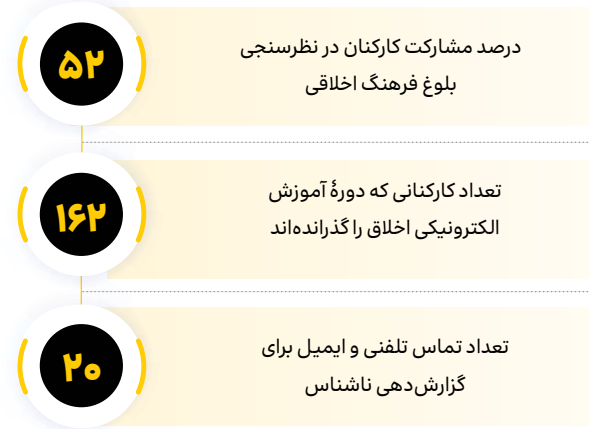 درصد مشارکت کارکنان در نظرسنجی
بلوغ فرهنگ اخلاقی
۵۲
تعداد کارکنانی که دورهٔ آموزش
الکترونیکی اخلاق را گذرانده‌اند
۱۶۲
تعداد تماس تلفنی و ایمیل برای
گزارش‌دهی ناشناس
۲۰